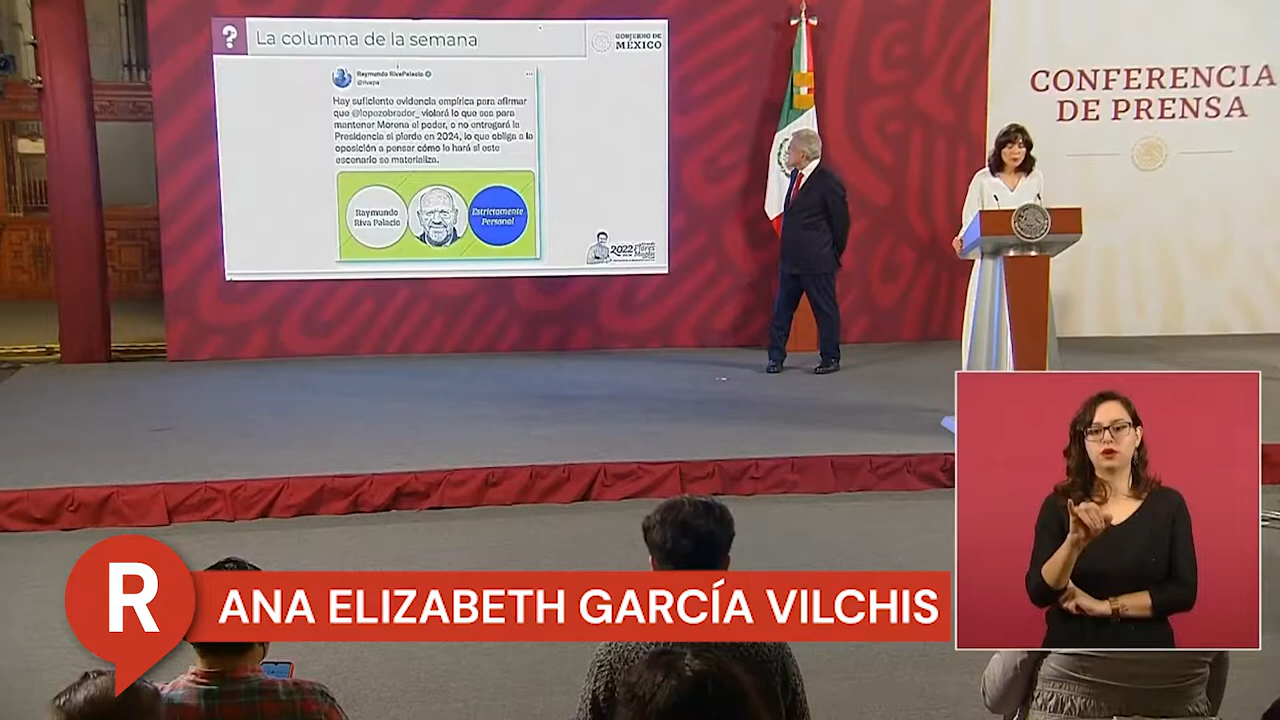 ?
La columna de la semana
GOBIERNO DE
MÉXICO
Raymundo RivaPalacio
@rivapa
Hay suficiente evidencia empírica para afirmar
que @lopezobrador_ violará lo que sea para
mantener Morena el poder, o no entregará la
Presidencia si pierde en 2024, lo que obliga a la
oposición a pensar cómo lo hará si este
escenario se materializa.
Raymundo
Riva Palacio
Estrictamente
Personal
2022 Flores
Magón
CONFERENCIA
DE PRENSA
R
ANA ELIZABETH GARCÍA VILCHIS